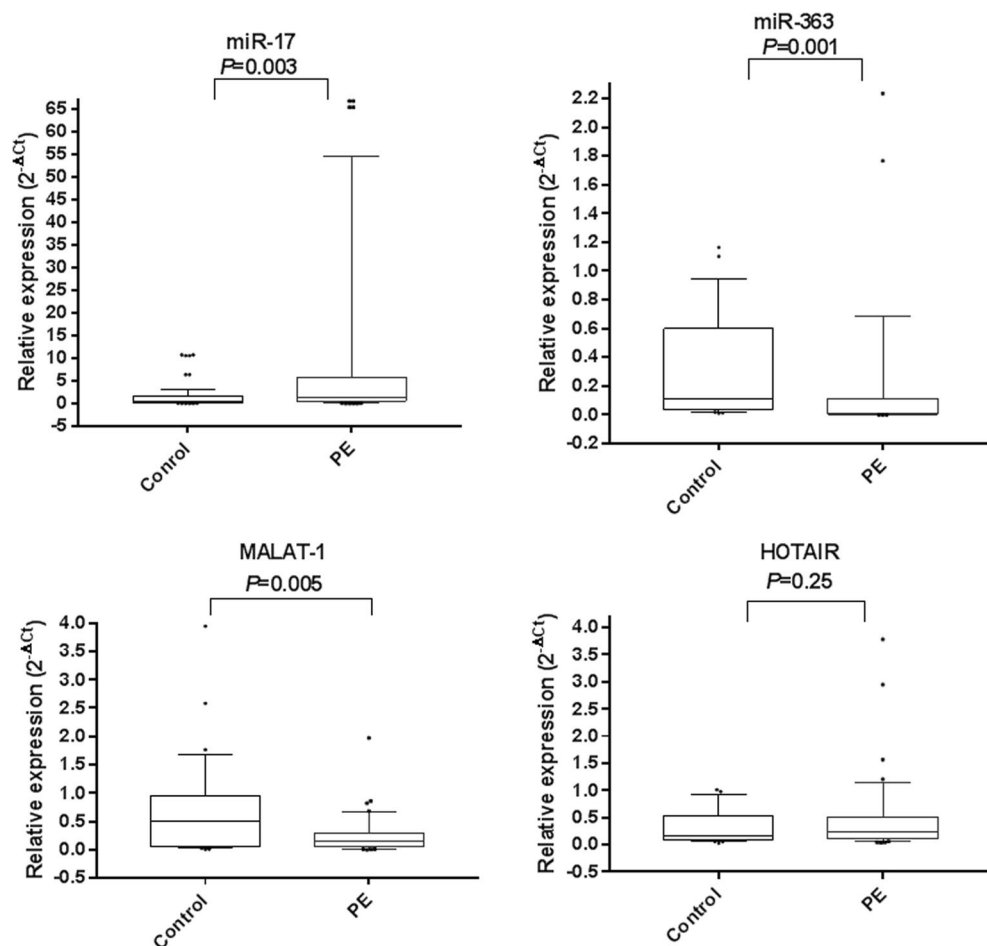 miR-17
P=0.003
Relative expression (2-ΔCt)
65
60
55
50
45
40
35
30
25
20
15
10
5
0
-5
Conrol
PE
miR-363
P=0.001
Relative expression (2-ΔCt)
2.2
2.0
1.8
1.6
1.4
1.2
1.0
0.8
0.6
0.4
0.2
0.0
-0.2
Control
PE
MALAT-1
P=0.005
Relative expression (2-ΔCt)
4.0
3.5
3.0
2.5
2.0
1.5
1.0
0.5
0.0
-0.5
Control
PE
HOTAIR
P=0.25
Relative expression (2-ΔCt)
4.0
3.5
3.0
2.5
2.0
1.5
1.0
0.5
0.0
-0.5
Control
PE